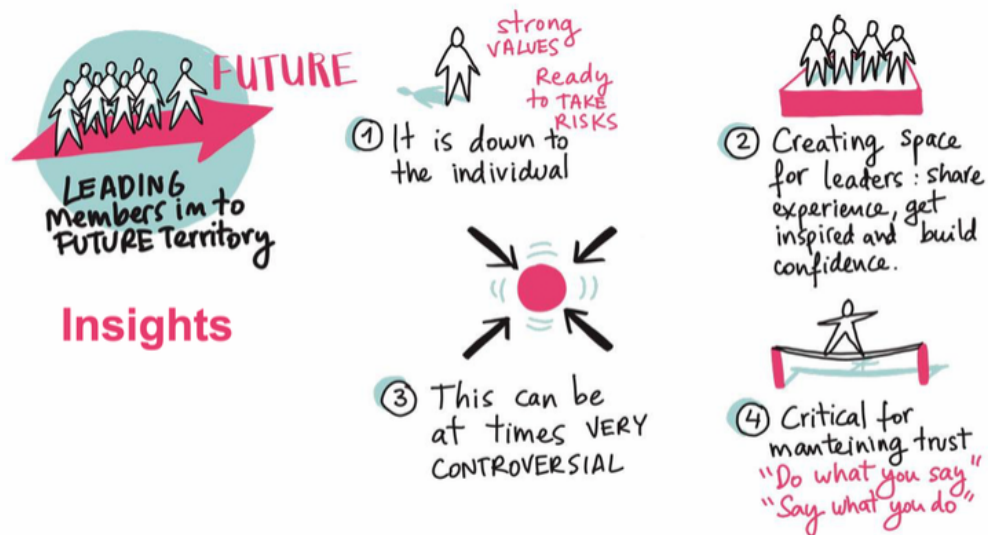 FUTURE
LEADING
Members in to
FUTURE Territory
Insights
strong
VALUES
Ready
to TAKE
RISKS
1 It is down to
the individual
2 Creating space
for leaders: share
experience, get
inspired and build
confidence.
3 This can be
at times VERY
CONTROVERSIAL
4 Critical for
manteining trust
"Do what you say"
"Say what you do"